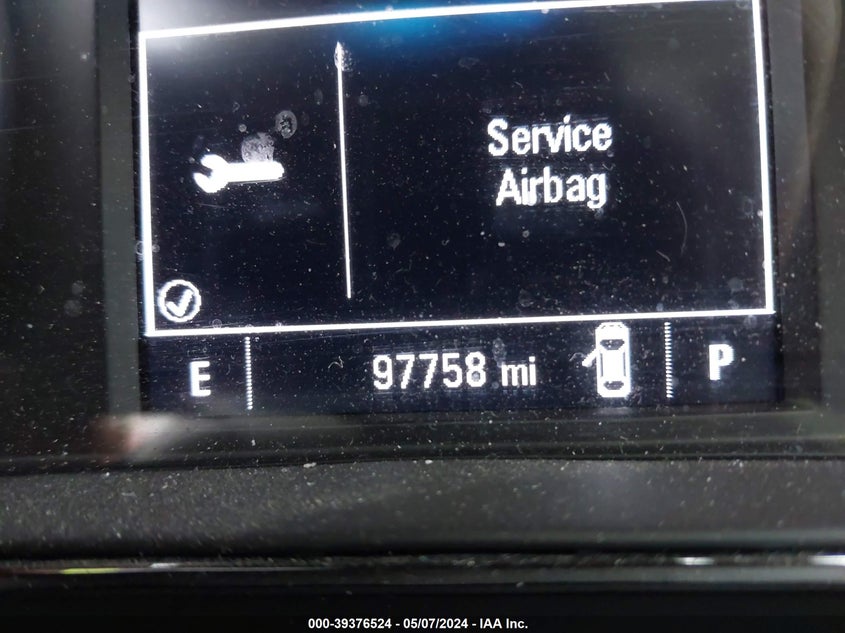 Service
Airbag
E
97758 mi
P
000-39376524 - 05/07/2024 - IAA Inc.